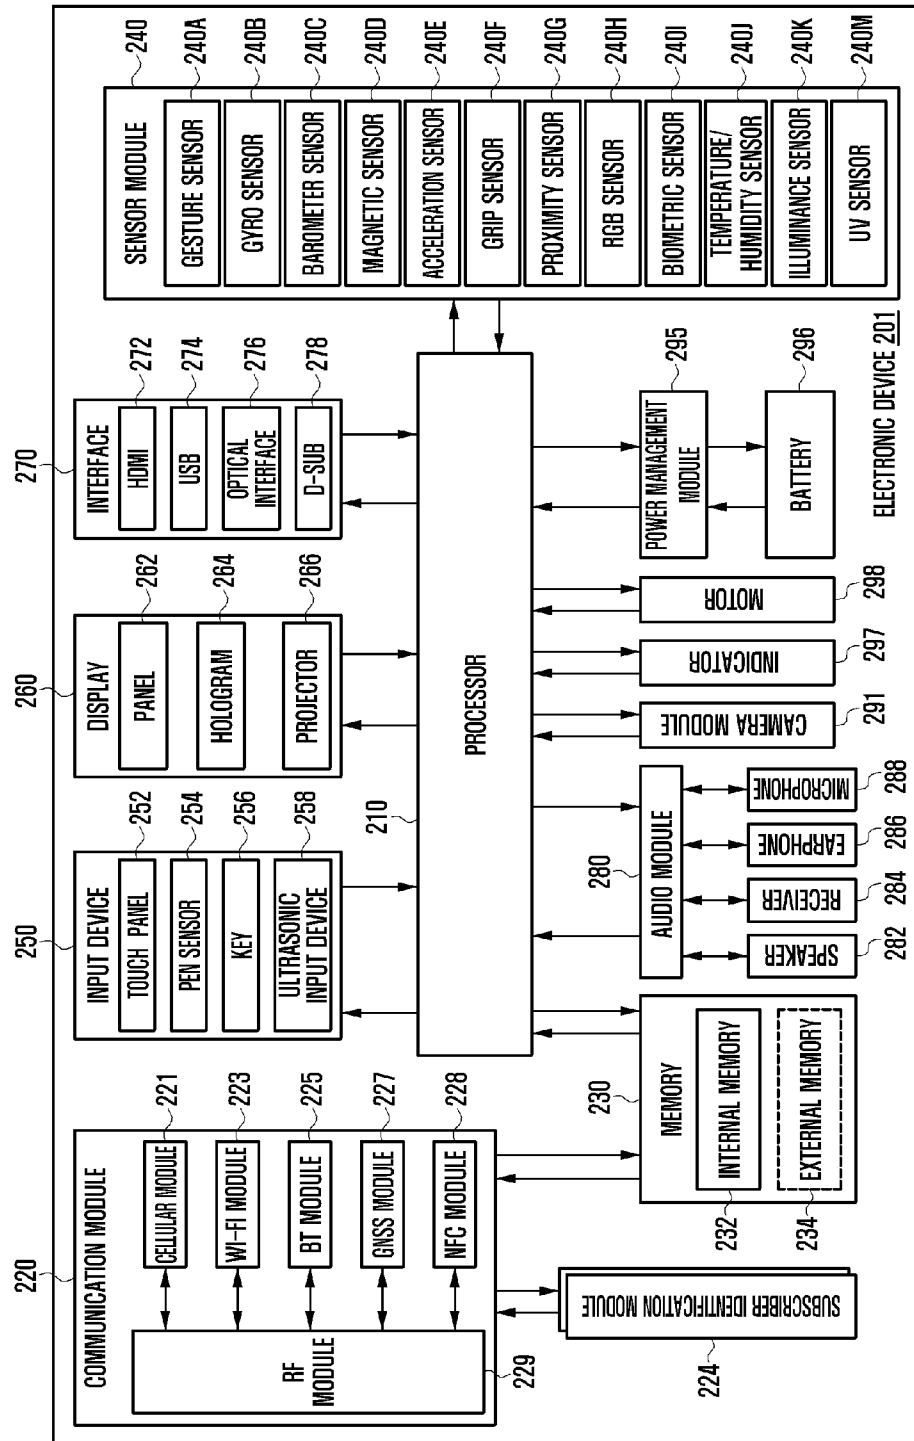 ELECTRONIC DEVICE 201
220
COMMUNICATION MODULE
CELLULAR MODULE
221
WI-FI MODULE
223
BT MODULE
225
GNSS MODULE
227
NFC MODULE
228
RF
MODULE
229
SUBSCRIBER IDENTIFICATION MODULE
224
250
INPUT DEVICE
TOUCH PANEL
252
PEN SENSOR
254
KEY
256
ULTRASONIC
INPUT DEVICE
258
260
DISPLAY
PANEL
262
HOLOGRAM
264
PROJECTOR
266
270
INTERFACE
HDMI
272
USB
274
OPTICAL
INTERFACE
276
D-SUB
278
SENSOR MODULE
240
GESTURE SENSOR
240A
GYRO SENSOR
240B
BAROMETER SENSOR
240C
MAGNETIC SENSOR
240D
ACCELERATION SENSOR
240E
GRIP SENSOR
240F
PROXIMITY SENSOR
240G
RGB SENSOR
240H
BIOMETRIC SENSOR
240I
TEMPERATURE/
HUMIDITY SENSOR
240J
ILLUMINANCE SENSOR
240K
UV SENSOR
240M
210
PROCESSOR
230
MEMORY
INTERNAL MEMORY
232
EXTERNAL MEMORY
234
280
AUDIO MODULE
SPEAKER
282
RECEIVER
284
EARPHONE
286
MICROPHONE
288
CAMERA MODULE
291
INDICATOR
297
MOTOR
298
POWER MANAGEMENT
MODULE
295
BATTERY
296